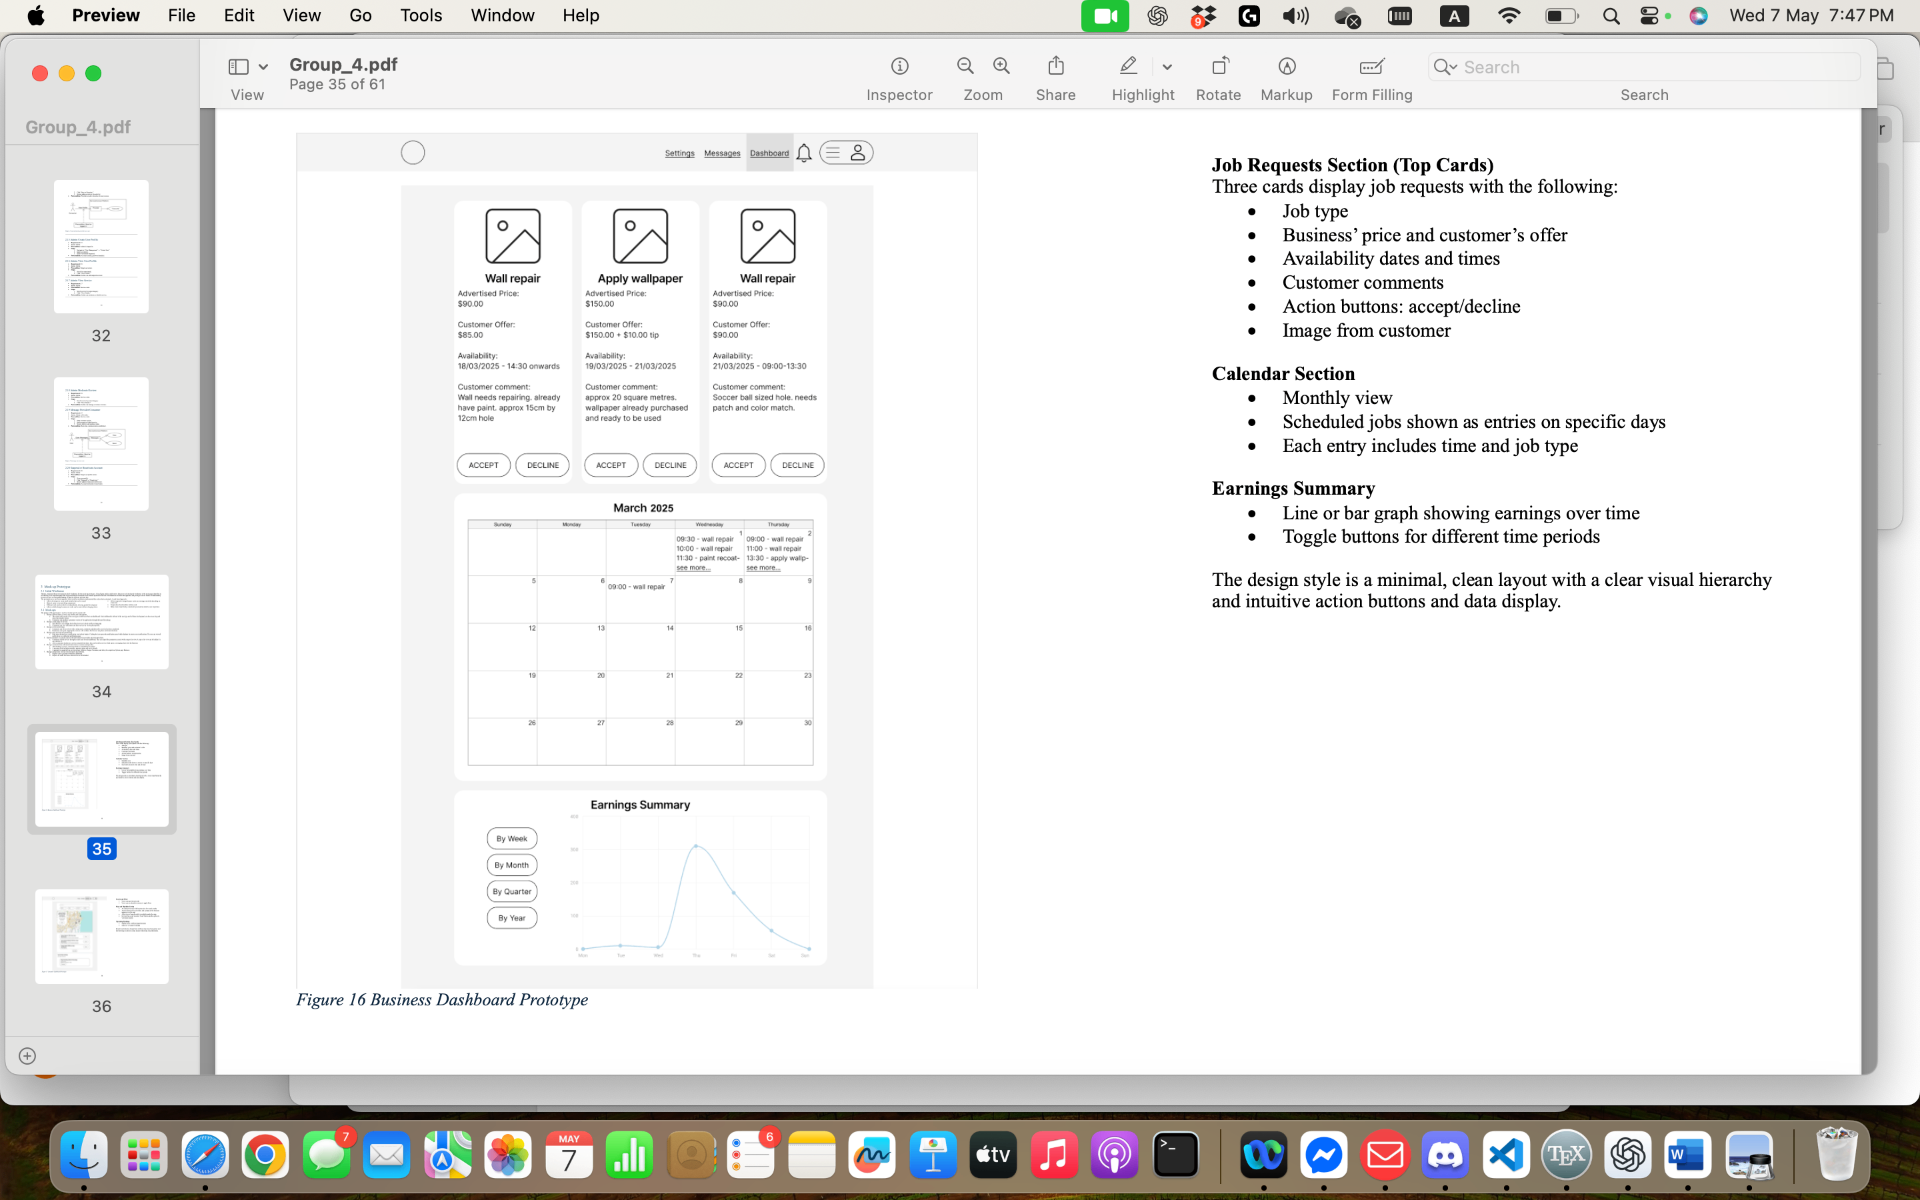 Preview File Edit View Go Tools Window Help
9
A
Wed 7 May 7:47 PM
Group_4.pdf
Page 35 of 61
View
Inspector
Zoom
Share
Highlight
Rotate
Markup
Form Filling
Search
Search
Group_4.pdf
32
33
34
35
36
Settings Messages Dashboard
Wall repair
Advertised Price:
$90.00
Customer Offer:
$85.00
Availability:
18/03/2025 - 14:30 onwards
Customer comment:
Wall needs repairing. already
have paint. approx 15cm by
12cm hole
ACCEPT DECLINE
Apply wallpaper
Advertised Price:
$150.00
Customer Offer:
$150.00 + $10.00 tip
Availability:
19/03/2025 - 21/03/2025
Customer comment:
approx 20 square metres.
wallpaper already purchased
and ready to be used
ACCEPT DECLINE
Wall repair
Advertised Price:
$90.00
Customer Offer:
$90.00
Availability:
21/03/2025 - 09:00-13:30
Customer comment:
Soccer ball sized hole. needs
patch and color match.
ACCEPT DECLINE
March 2025
Sunday Monday Tuesday Wednesday Thursday
1 2
09:30 - wall repair 09:00 - wall repair
10:00 - wall repair 11:00 - wall repair
11:30 - paint recoat- 13:30 - apply wallp-
see more... see more...
5 6 7 8 9
09:00 - wall repair
12 13 14 15 16
19 20 21 22 23
26 27 28 29 30
Earnings Summary
By Week
By Month
By Quarter
By Year
Figure 16 Business Dashboard Prototype
Job Requests Section (Top Cards)
Three cards display job requests with the following:
• Job type
• Business’ price and customer’s offer
• Availability dates and times
• Customer comments
• Action buttons: accept/decline
• Image from customer
Calendar Section
• Monthly view
• Scheduled jobs shown as entries on specific days
• Each entry includes time and job type
Earnings Summary
• Line or bar graph showing earnings over time
• Toggle buttons for different time periods
The design style is a minimal, clean layout with a clear visual hierarchy
and intuitive action buttons and data display.
7
MAY
7
6
tv
TEX
W